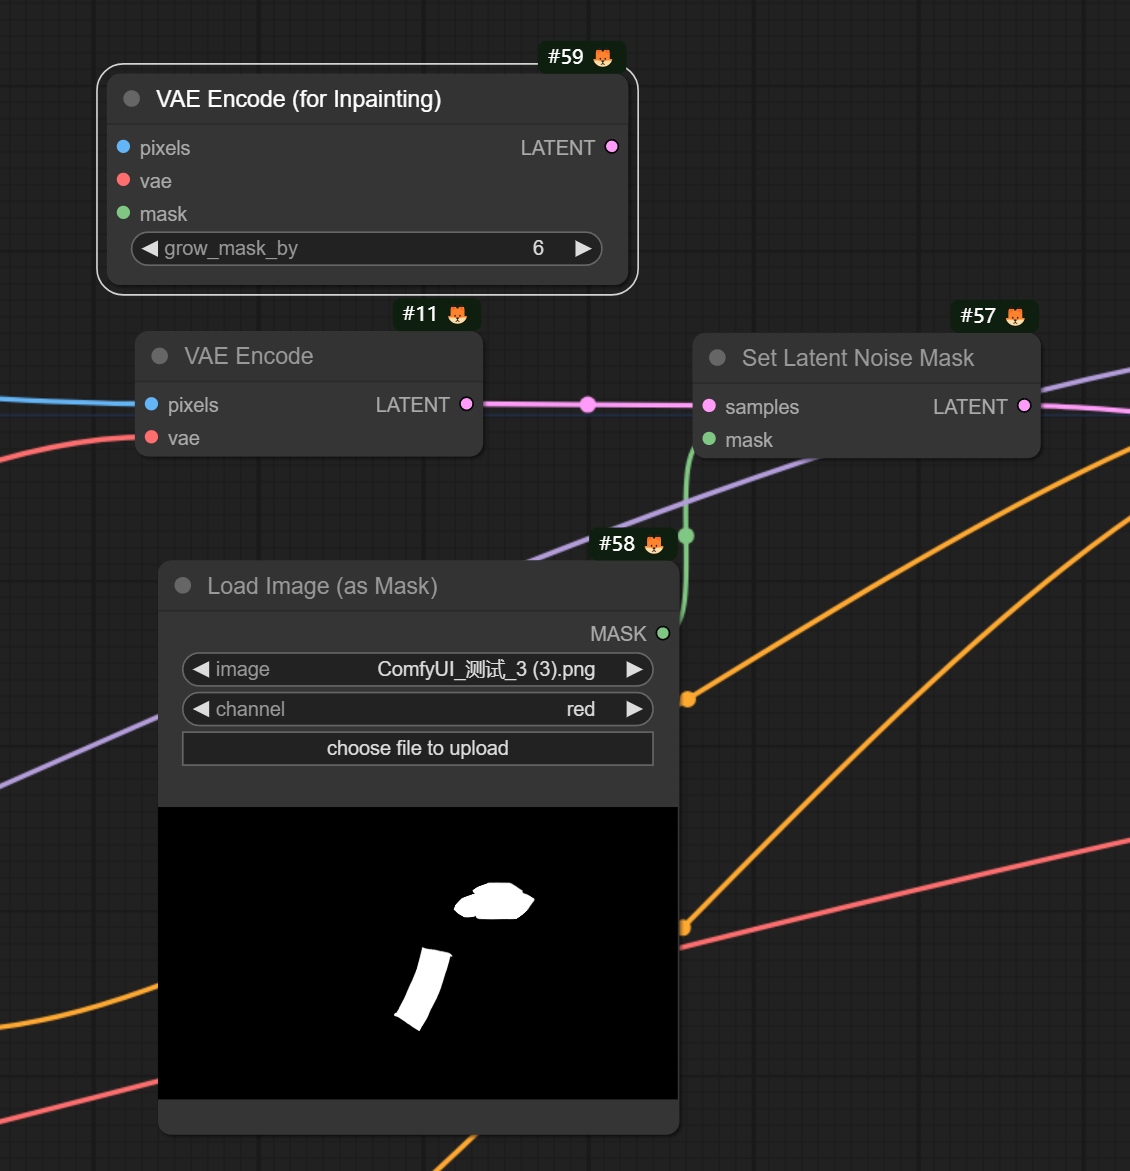 #59
VAE Encode (for Inpainting)
pixels
LATENT
vae
mask
grow_mask_by
6
#11
VAE Encode
pixels
LATENT
vae
#57
Set Latent Noise Mask
samples
LATENT
mask
#58
Load Image (as Mask)
MASK
image
ComfyUI_测试_3 (3).png
channel
red
choose file to upload